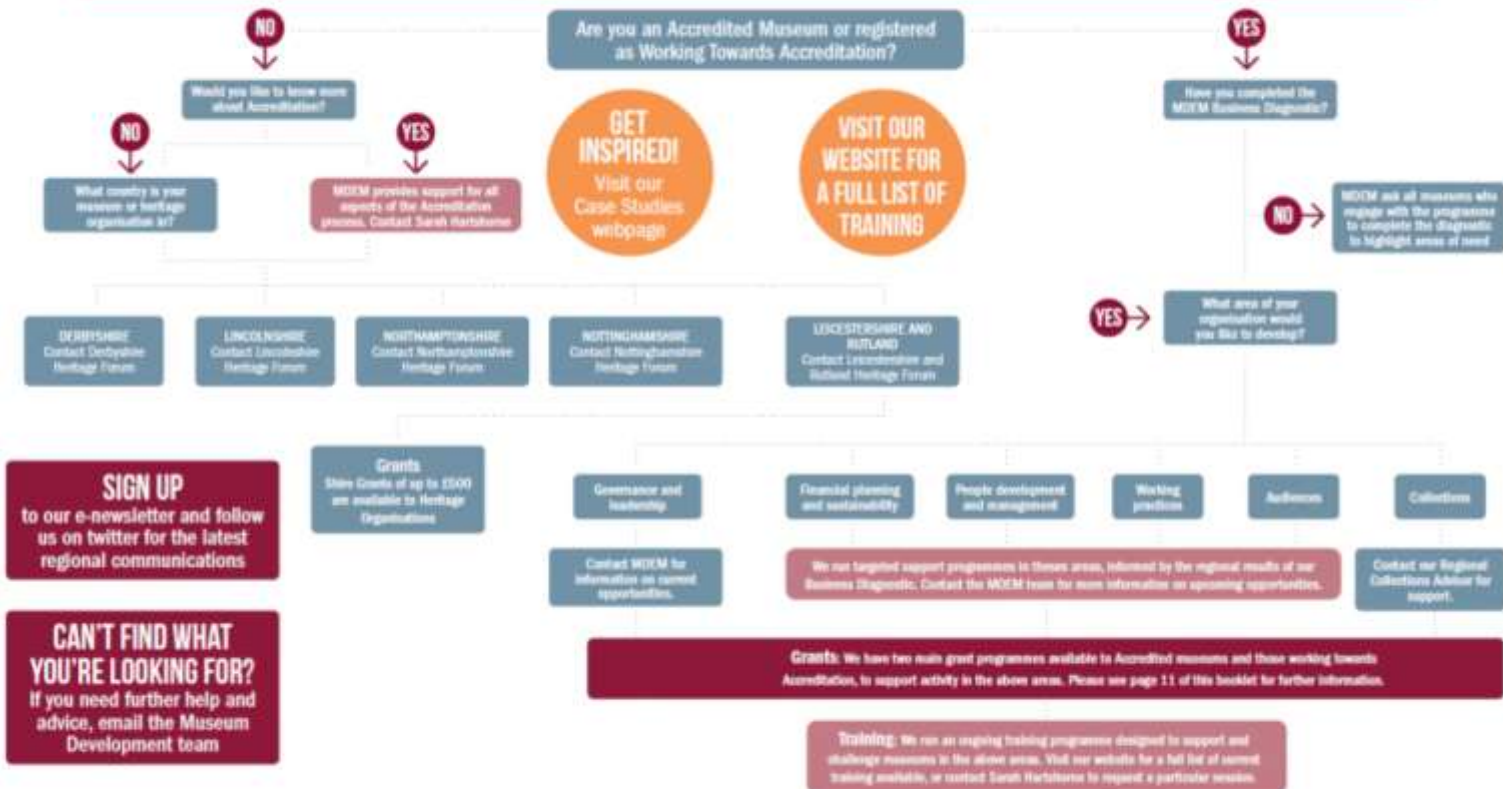 NO
Are you an Accredited Museum or registered
as Working Towards Accreditation?
YES
Would you like to know more
about Accreditation?
Have you completed the
MDEM Business Diagnostic?
NO
YES
GET
INSPIRED!
Visit our
Case Studies
webpage
VISIT OUR
WEBSITE FOR
A FULL LIST OF
TRAINING
What country is your
museum or heritage
organisation in?
MDEM provides support for all
aspects of the Accreditation
process. Contact Sarah Hartshorne
NO
MDEM ask all museums who
engage with the programme
to complete the diagnostic
to highlight areas of need
YES
What area of your
organisation would
you like to develop?
DERBYSHIRE
Contact Derbyshire
Heritage Forum
LINCOLNSHIRE
Contact Lincolnshire
Heritage Forum
NORTHAMPTONSHIRE
Contact Northamptonshire
Heritage Forum
NOTTINGHAMSHIRE
Contact Nottinghamshire
Heritage Forum
LEICESTERSHIRE AND
RUTLAND
Contact Leicestershire and
Rutland Heritage Forum
SIGN UP
to our e-newsletter and follow
us on twitter for the latest
regional communications
Grants
Shire Grants of up to £500
are available to Heritage
Organisations
Governance and
leadership
Financial planning
and sustainability
People development
and management
Working
practices
Audiences
Collections
Contact MDEM for
information on current
opportunities.
We run targeted support programmes in theses areas, informed by the regional results of our
Business Diagnostic. Contact the MDEM team for more information on upcoming opportunities.
Contact our Regional
Collections Advisor for
support.
CAN'T FIND WHAT
YOU'RE LOOKING FOR?
If you need further help and
advice, email the Museum
Development team
Grants: We have two main grant programmes available to Accredited museums and those working towards
Accreditation, to support activity in the above areas. Please see page 11 of this booklet for further information.
Training: We run an ongoing training programme designed to support and
challenge museums in the above areas. Visit our website for a full list of current
training available, or contact Sarah Hartshorne to request a particular session.